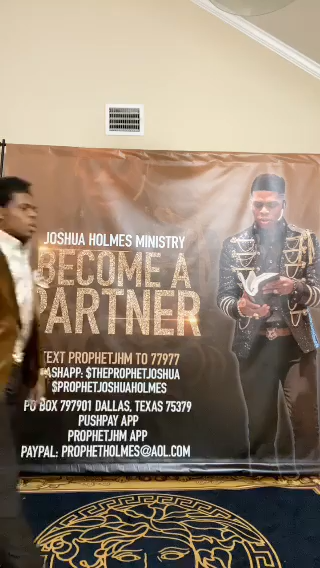 JOSHUA HOLMES MINISTRY
BECOME A
PARTNER
TEXT PROPHETJHM TO 77977
CASHAPP: $THEPROPHETJOSHUA
$PROPHETJOSHUAHOLMES
PO BOX 797901 DALLAS, TEXAS 75379
PUSHPAY APP
PROPHETJHM APP
PAYPAL: PROPHETHOLMES@AOL.COM